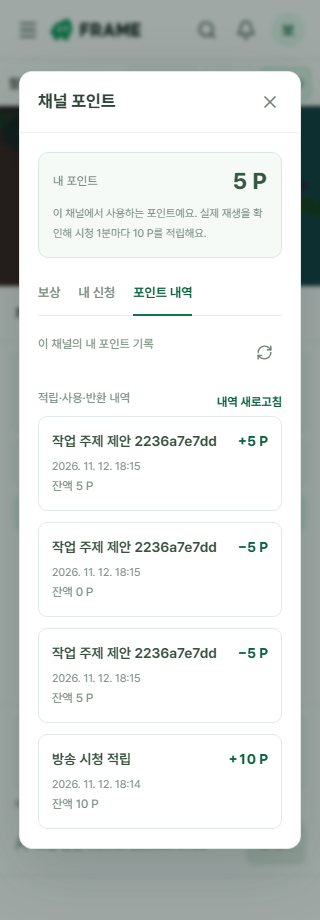 FRAME
채널 포인트
내 포인트
5 P
이 채널에서 사용하는 포인트예요. 실제 재생을 확
인해 시청 1분마다 10 P를 적립해요.
보상
내 신청
포인트 내역
이 채널의 내 포인트 기록
적립·사용·반환 내역
내역 새로고침
작업 주제 제안 2236a7e7dd
+5 P
2026. 11. 12. 18:15
잔액 5 P
작업 주제 제안 2236a7e7dd
−5 P
2026. 11. 12. 18:15
잔액 0 P
작업 주제 제안 2236a7e7dd
−5 P
2026. 11. 12. 18:15
잔액 5 P
방송 시청 적립
+10 P
2026. 11. 12. 18:14
잔액 10 P